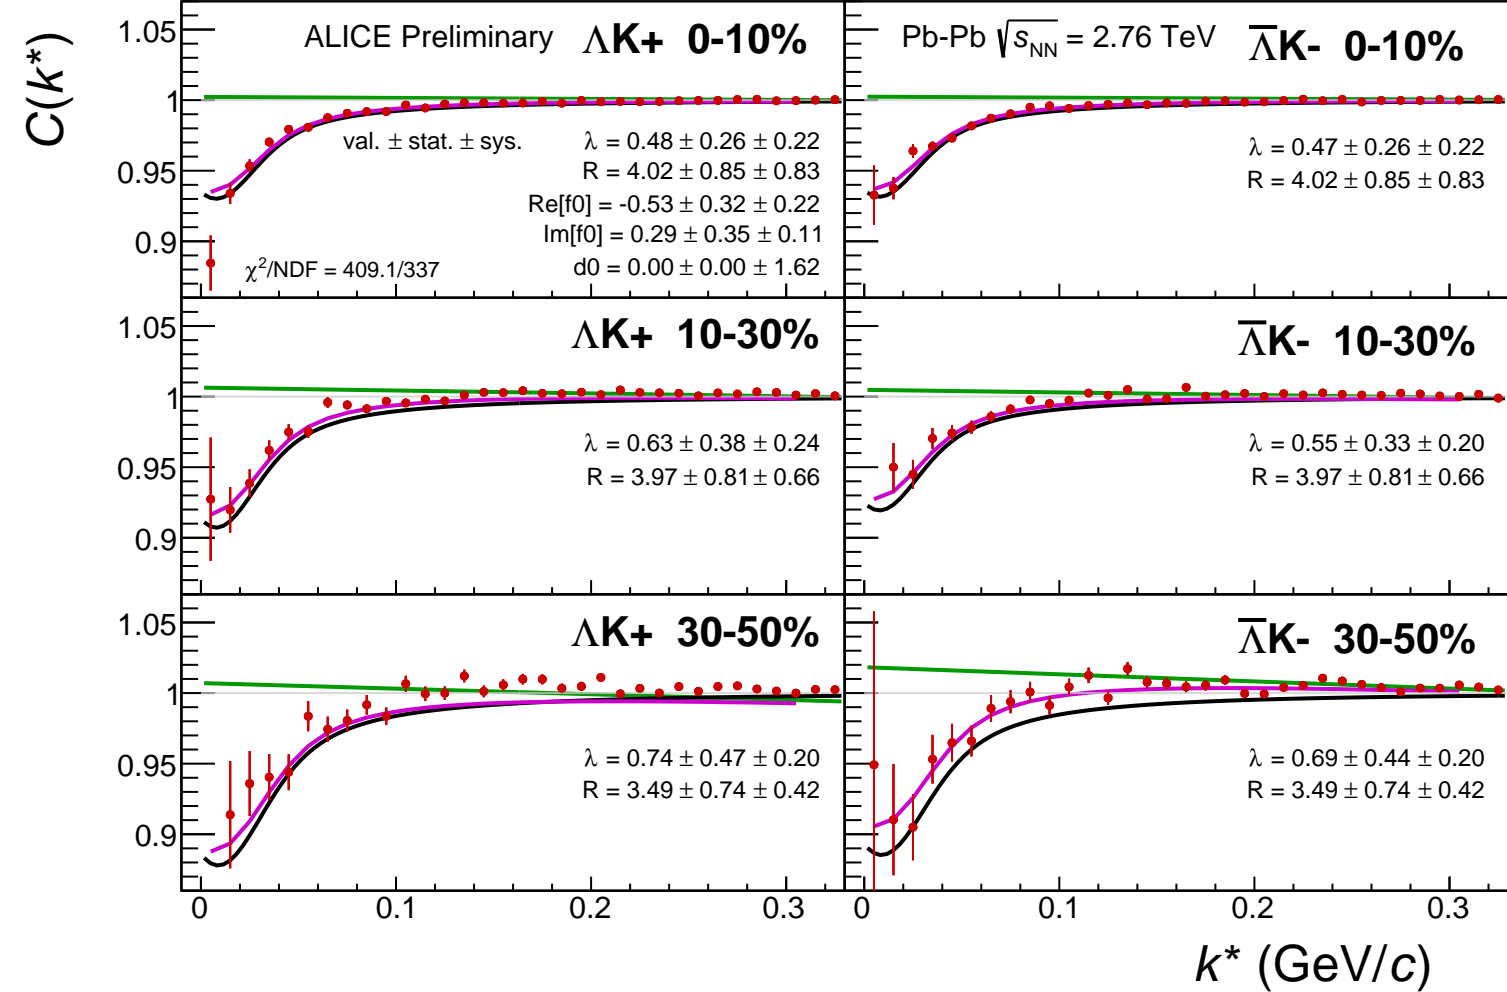 C(k*)
ALICE Preliminary ΛK+ 0-10%
1.05
1
0.95
0.9
val. ± stat. ± sys.
λ = 0.48 ± 0.26 ± 0.22
R = 4.02 ± 0.85 ± 0.83
Re[f0] = -0.53 ± 0.32 ± 0.22
Im[f0] = 0.29 ± 0.35 ± 0.11
χ²/NDF = 409.1/337
d0 = 0.00 ± 0.00 ± 1.62
Pb-Pb √s_NN = 2.76 TeV Λ̅K- 0-10%
λ = 0.47 ± 0.26 ± 0.22
R = 4.02 ± 0.85 ± 0.83
ΛK+ 10-30%
1.05
1
0.95
0.9
λ = 0.63 ± 0.38 ± 0.24
R = 3.97 ± 0.81 ± 0.66
Λ̅K- 10-30%
λ = 0.55 ± 0.33 ± 0.20
R = 3.97 ± 0.81 ± 0.66
ΛK+ 30-50%
1.05
1
0.95
0.9
λ = 0.74 ± 0.47 ± 0.20
R = 3.49 ± 0.74 ± 0.42
Λ̅K- 30-50%
λ = 0.69 ± 0.44 ± 0.20
R = 3.49 ± 0.74 ± 0.42
0 0.1 0.2 0.3
0 0.1 0.2 0.3
k* (GeV/c)